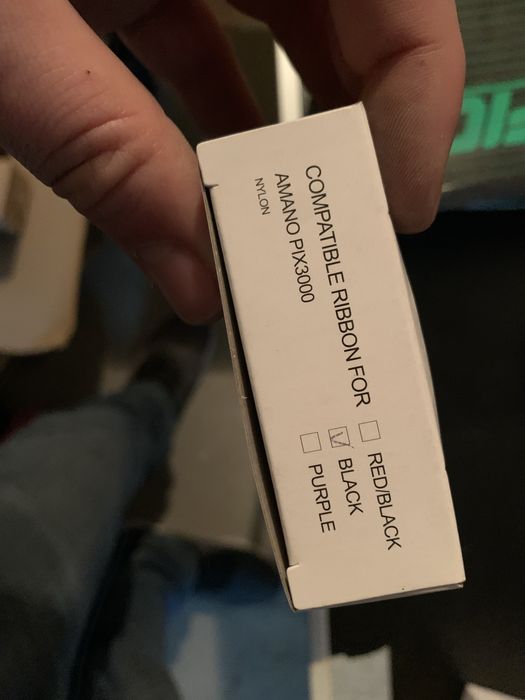 COMPATIBLE RIBBON FOR
AMANO PIX3000
NYLON
RED/BLACK
BLACK
PURPLE